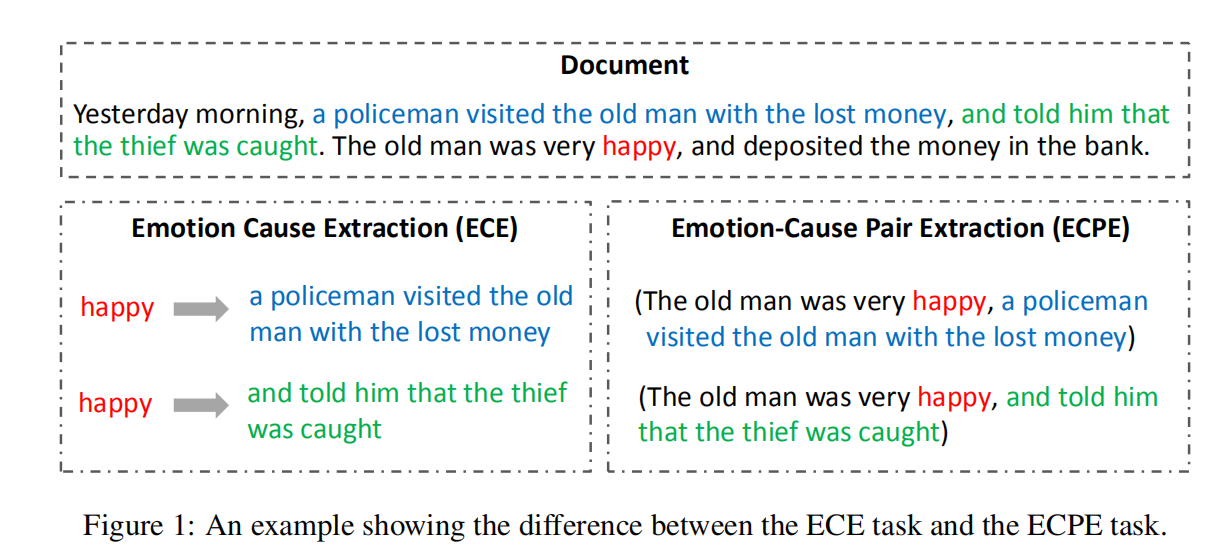 Document
Yesterday morning, a policeman visited the old man with the lost money, and told him that
the thief was caught. The old man was very happy, and deposited the money in the bank.
Emotion Cause Extraction (ECE)
happy
a policeman visited the old
man with the lost money
happy
and told him that the thief
was caught
Emotion-Cause Pair Extraction (ECPE)
(The old man was very happy, a policeman
visited the old man with the lost money)
(The old man was very happy, and told him
that the thief was caught)
Figure 1: An example showing the difference between the ECE task and the ECPE task.